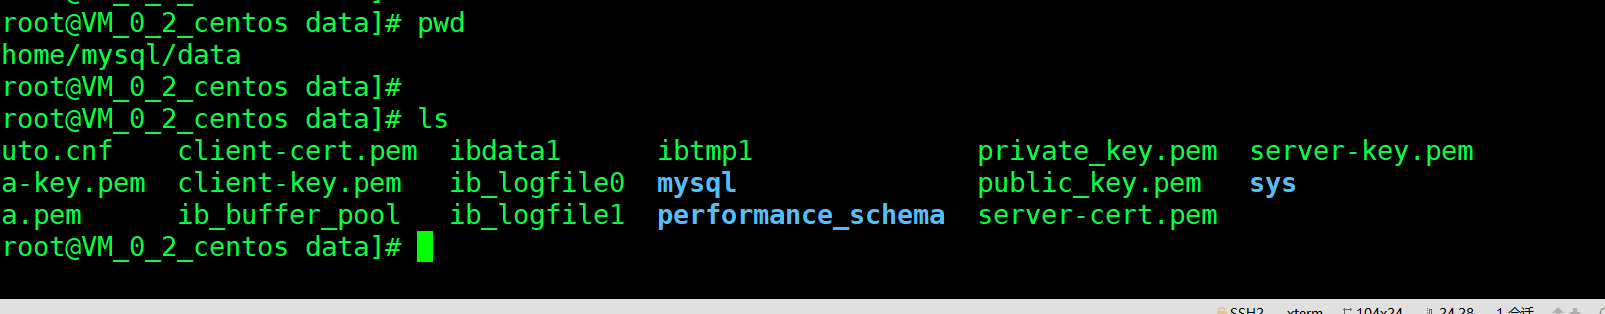 root@VM_0_2_centos data]# pwd
home/mysql/data
root@VM_0_2_centos data]#
root@VM_0_2_centos data]# ls
uto.cnf client-cert.pem ibdata1 ibtmp1 private_key.pem server-key.pem
a-key.pem client-key.pem ib_logfile0 mysql public_key.pem sys
a.pem ib_buffer_pool ib_logfile1 performance_schema server-cert.pem
root@VM_0_2_centos data]#
SSH2 xterm 104x24 24,28 1 会话